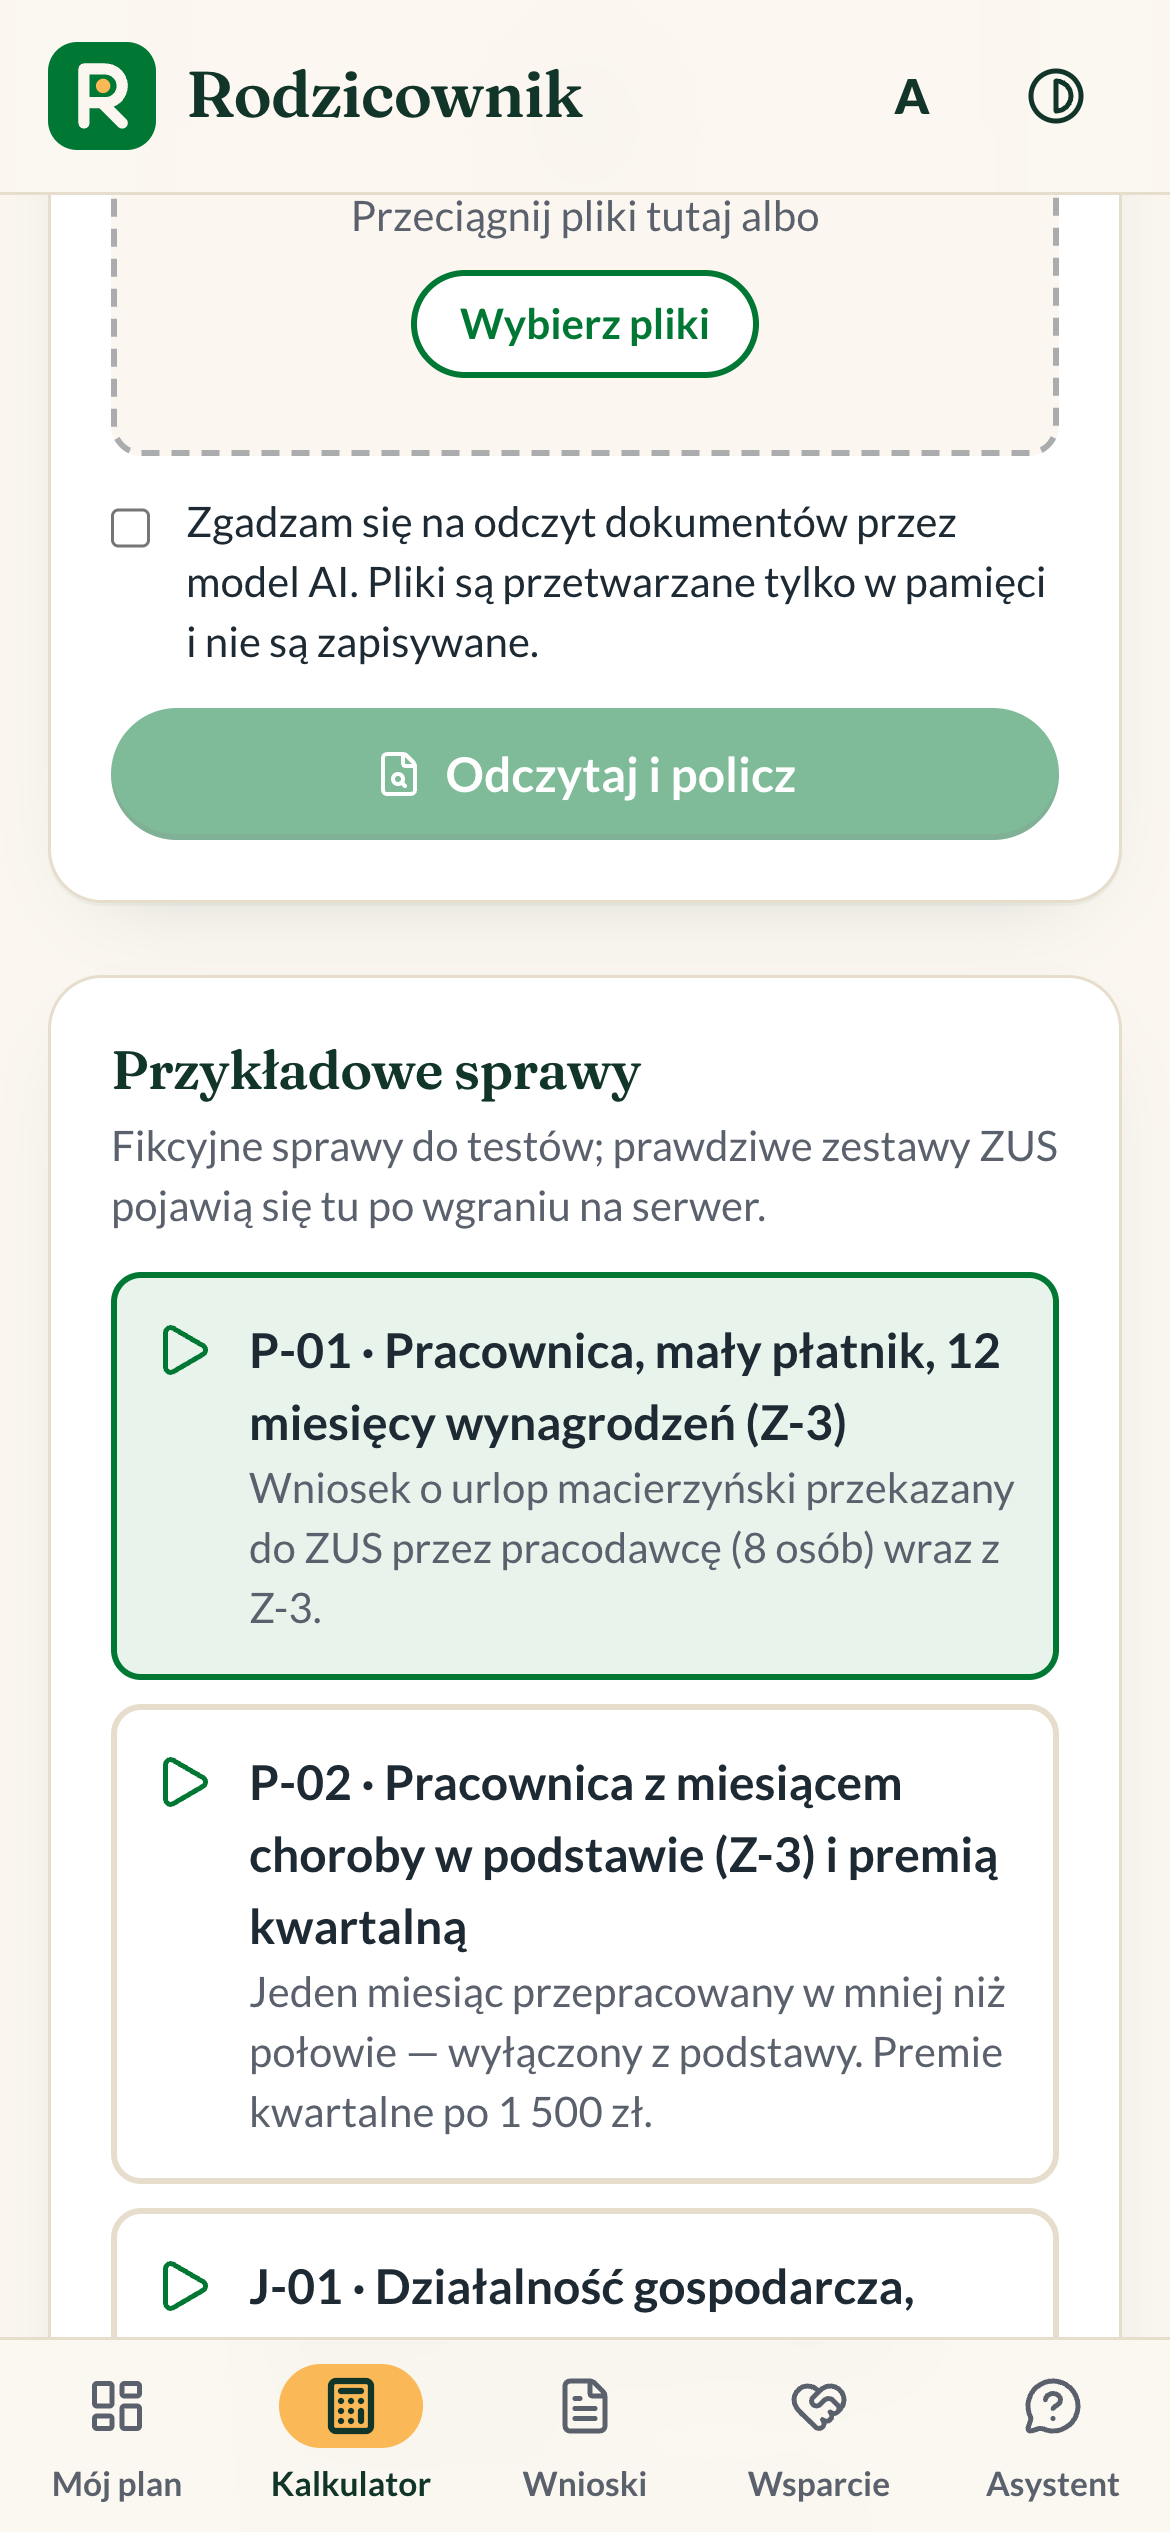 R Rodzicownik A
Przeciągnij pliki tutaj albo
Wybierz pliki
Zgadzam się na odczyt dokumentów przez
model AI. Pliki są przetwarzane tylko w pamięci
i nie są zapisywane.
Odczytaj i policz
Przykładowe sprawy
Fikcyjne sprawy do testów; prawdziwe zestawy ZUS
pojawią się tu po wgraniu na serwer.
P-01 · Pracownica, mały płatnik, 12
miesięcy wynagrodzeń (Z-3)
Wniosek o urlop macierzyński przekazany
do ZUS przez pracodawcę (8 osób) wraz z
Z-3.
P-02 · Pracownica z miesiącem
choroby w podstawie (Z-3) i premią
kwartalną
Jeden miesiąc przepracowany w mniej niż
połowie — wyłączony z podstawy. Premie
kwartalne po 1 500 zł.
J-01 · Działalność gospodarcza,
Mój plan Kalkulator Wnioski Wsparcie Asystent